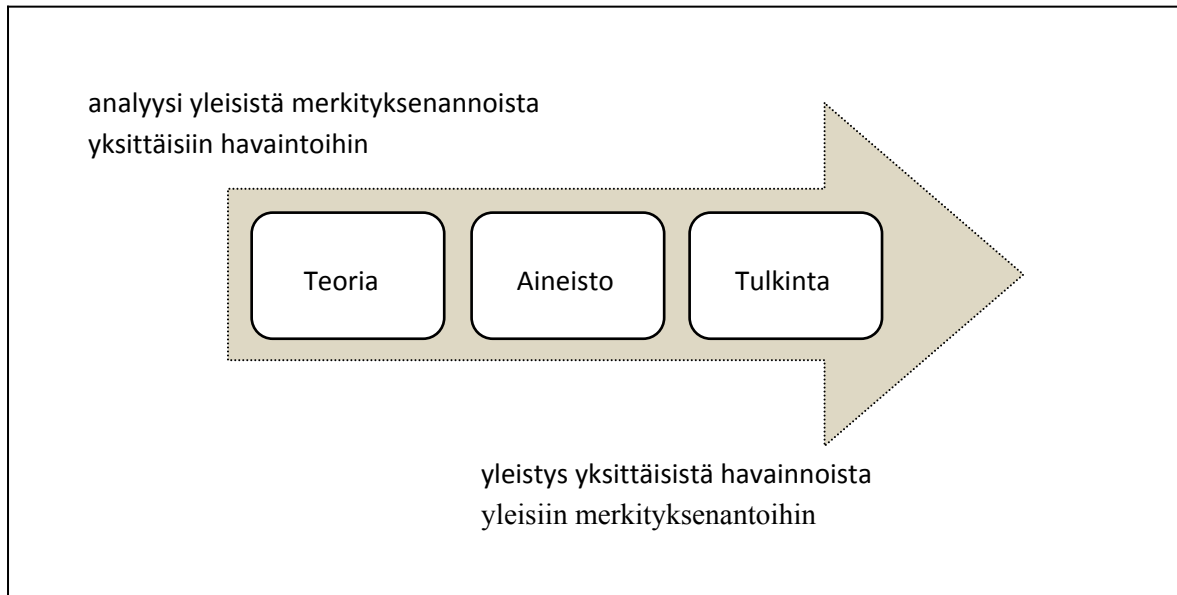 analyysi yleisistä merkityksenannoista
yksittäisiin havaintoihin
Teoria
Aineisto
Tulkinta
yleistys yksittäisistä havainnoista
yleisiin merkityksenantoihin